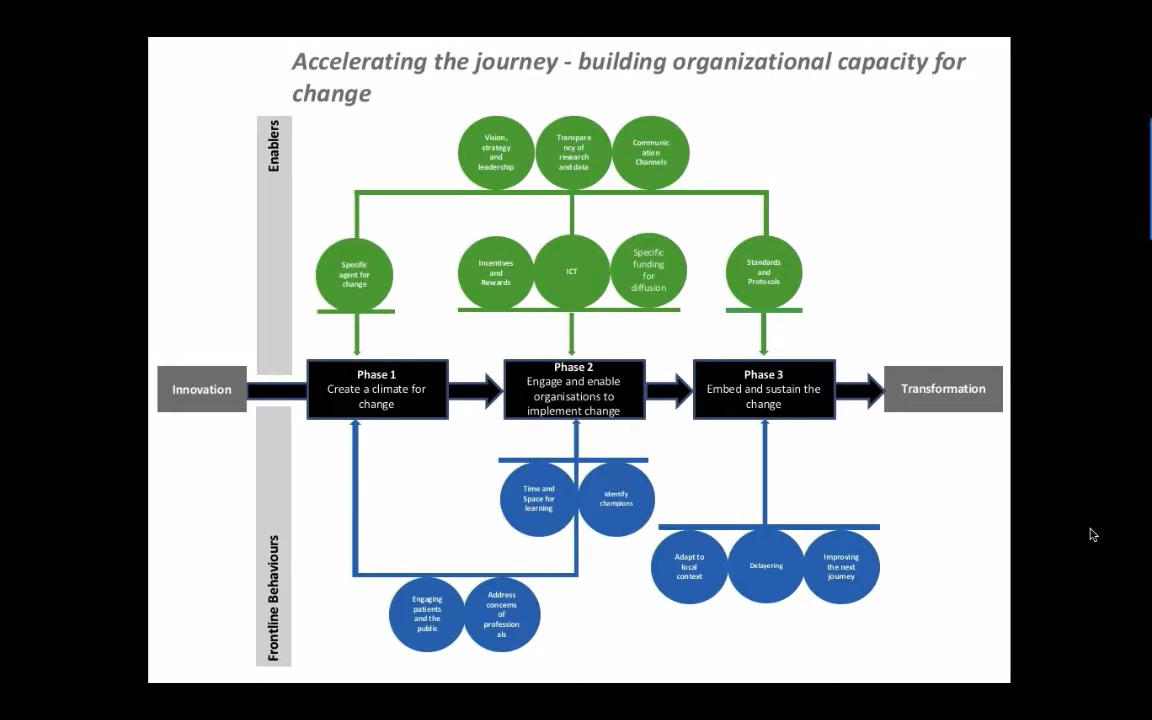 Accelerating the journey - building organizational capacity for
change
Enablers
Vision,
strategy
and
leadership
Transpare
ncy of
research
and data
Communic
ation
Channels
Specific
agent for
change
Incentives
and
Rewards
ICT
Specific
funding
for
diffusion
Standards
and
Protocols
Innovation
Phase 1
Create a climate for
change
Phase 2
Engage and enable
organisations to
implement change
Phase 3
Embed and sustain the
change
Transformation
Frontline Behaviours
Time and
Space for
learning
Identify
champions
Adapt to
local
context
Delayering
Improving
the next
journey
Engaging
patients
and the
public
Address
concerns
of
profession
als